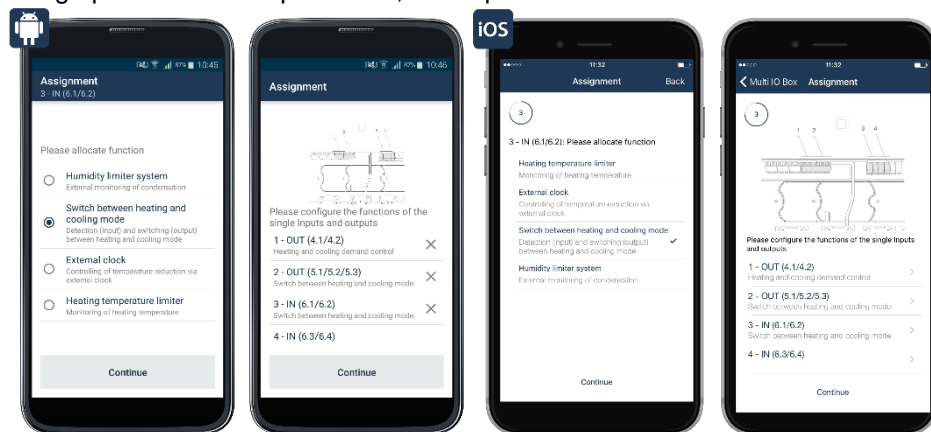 iOS
10:45
Assignment
3 - IN (6.1/6.2)
Please allocate function
Humidity limiter system
External monitoring of condensation
Switch between heating and
cooling mode
Detection (input) and switching (output)
between heating and cooling mode
External clock
Controlling of temperature reduction via
external clock
Heating temperature limiter
Monitoring of heating temperature
Continue
87% 10:46
Assignment
Please configure the functions of the
single Inputs and outputs
1 - OUT (4.1/4.2)
Heating and cooling demand control
2 - OUT (5.1/5.2/5.3)
Switch between heating and cooling mode
3 - IN (6.1/6.2)
Switch between heating and cooling mode
4 - IN (6.3/6.4)
Continue
11:32
Assignment Back
3
3 - IN (6.1/6.2): Please allocate function
Heating temperature limiter
Monitoring of heating temperature
External clock
Controlling of temperature reduction via
external clock
Switch between heating and cooling mode
Detection (input) and switching (output)
between heating and cooling mode
Humidity limiter system
External monitoring of condensation
Continue
11:32
Multi IO Box Assignment
3
1 2 3 4
Please configure the functions of the single Inputs
and outputs
1 - OUT (4.1/4.2)
Heating and cooling demand control
2 - OUT (5.1/5.2/5.3)
Switch between heating and cooling mode
3 - IN (6.1/6.2)
Switch between heating and cooling mode
4 - IN (6.3/6.4)
Continue